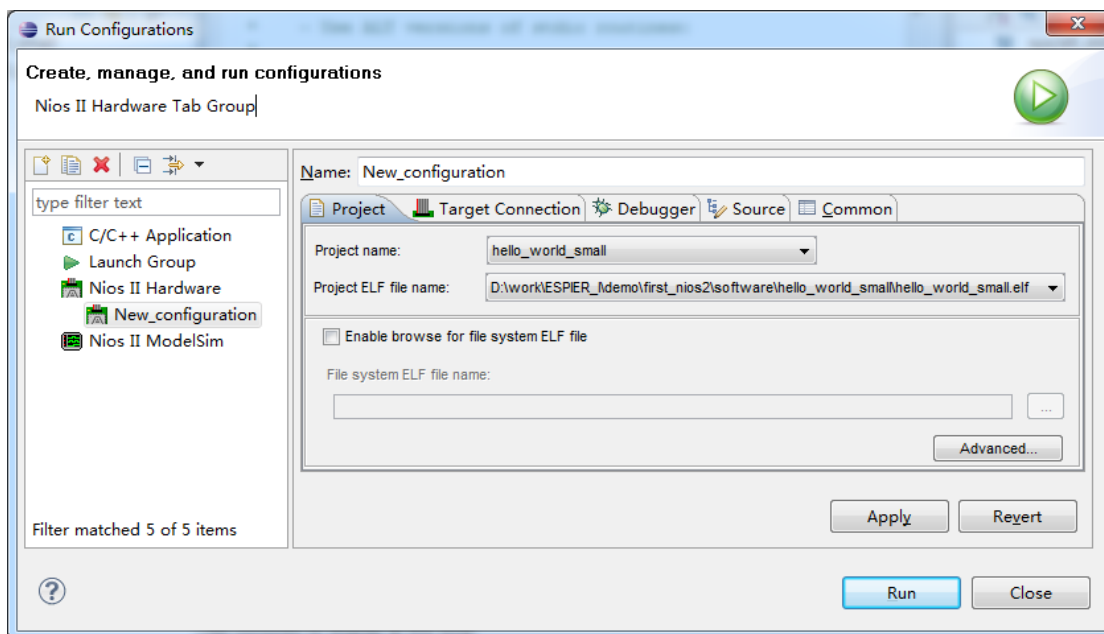 Run Configurations
Create, manage, and run configurations
Nios II Hardware Tab Group
type filter text
C/C++ Application
Launch Group
Nios II Hardware
New_configuration
Nios II ModelSim
Filter matched 5 of 5 items
Name: New_configuration
Project Target Connection Debugger Source Common
Project name: hello_world_small
Project ELF file name: D:\work\ESPIER_I\demo\first_nios2\software\hello_world_small\hello_world_small.elf
Enable browse for file system ELF file
File system ELF file name:
...
Advanced...
Apply Revert
? Run Close